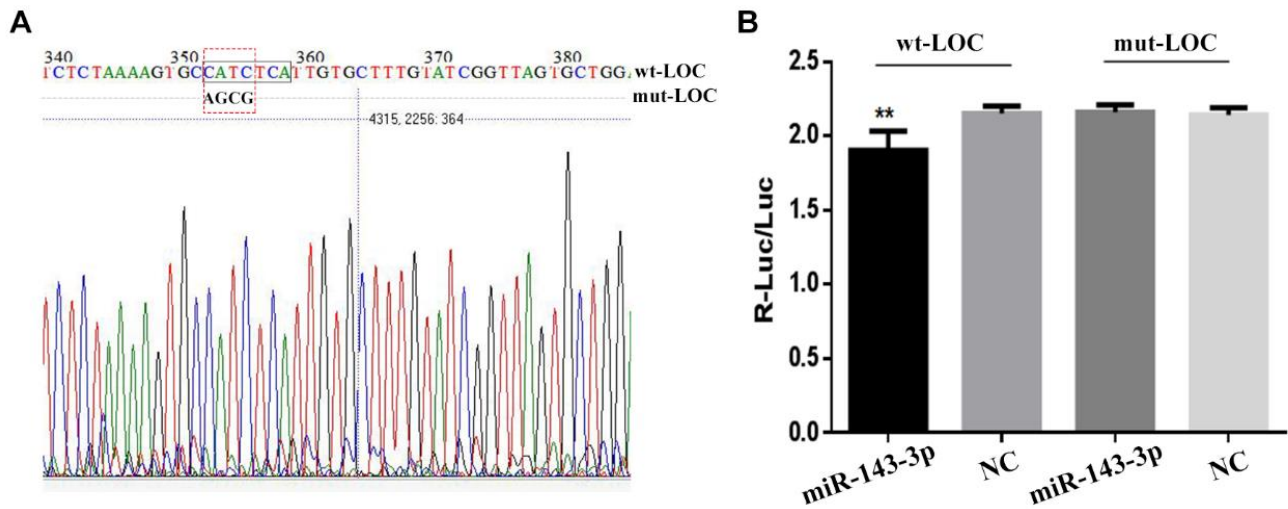 A
340 350 360 370 380
TCTCTAAAAGTGCCATCTCATTGTGCTTTGTATCGGTTAGTGCTGGA wt-LOC
AGCG mut-LOC
4315, 2256: 364
B
wt-LOC mut-LOC
2.5
2.0
1.5
1.0
0.5
0.0
R-Luc/Luc
**
miR-143-3p NC miR-143-3p NC